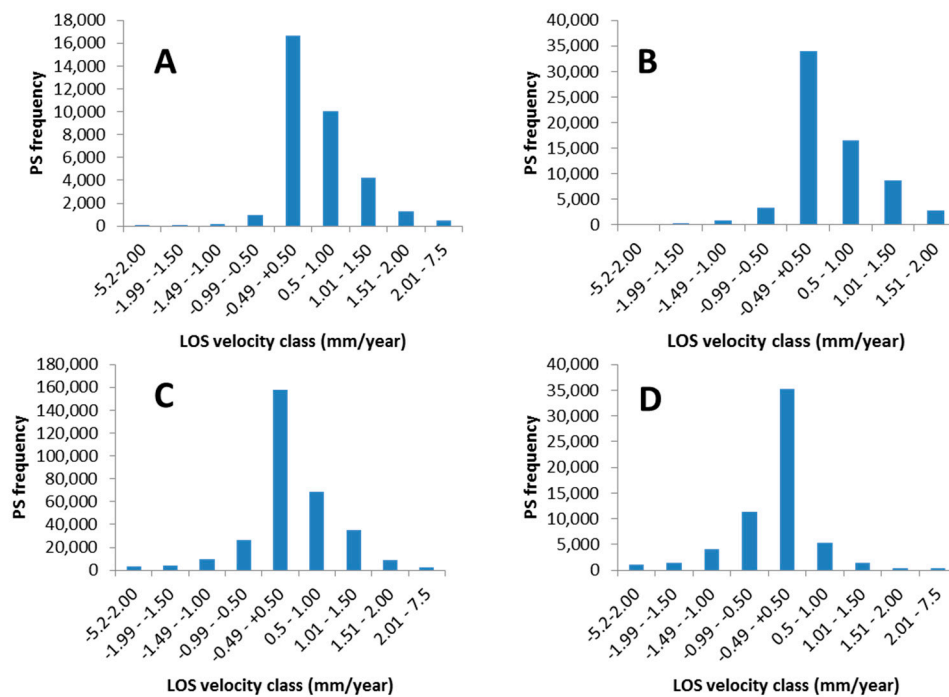 A
PS frequency
18,000
16,000
14,000
12,000
10,000
8,000
6,000
4,000
2,000
0
-5.2-2.00
-1.99 - -1.50
-1.49 - -1.00
-0.99 - -0.50
-0.49 - +0.50
0.5 - 1.00
1.01 - 1.50
1.51 - 2.00
2.01 - 7.5
LOS velocity class (mm/year)
B
PS frequency
40,000
35,000
30,000
25,000
20,000
15,000
10,000
5,000
0
-5.2-2.00
-1.99 - -1.50
-1.49 - -1.00
-0.99 - -0.50
-0.49 - +0.50
0.5 - 1.00
1.01 - 1.50
1.51 - 2.00
LOS velocity class (mm/year)
C
PS frequency
180,000
160,000
140,000
120,000
100,000
80,000
60,000
40,000
20,000
0
-5.2-2.00
-1.99 - -1.50
-1.49 - -1.00
-0.99 - -0.50
-0.49 - +0.50
0.5 - 1.00
1.01 - 1.50
1.51 - 2.00
2.01 - 7.5
LOS velocity class (mm/year)
D
PS frequency
40,000
35,000
30,000
25,000
20,000
15,000
10,000
5,000
0
-5.2-2.00
-1.99 - -1.50
-1.49 - -1.00
-0.99 - -0.50
-0.49 - +0.50
0.5 - 1.00
1.01 - 1.50
1.51 - 2.00
2.01 - 7.5
LOS velocity class (mm/year)